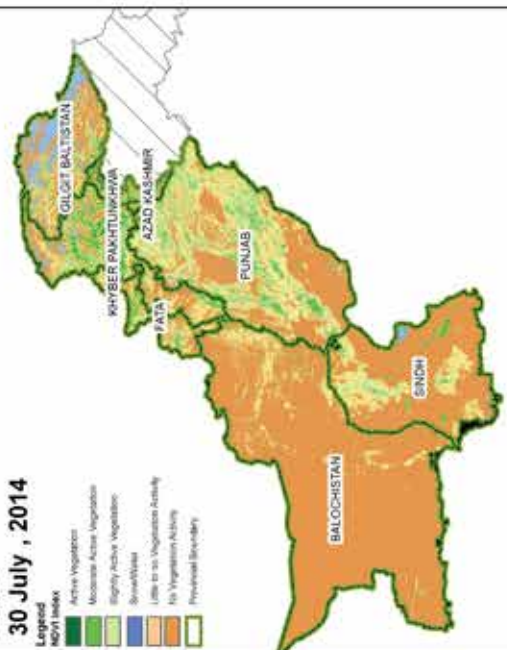 30 July , 2014
Legend
NDVI Index
Active Vegetation
Moderate Active Vegetation
Slightly Active Vegetation
Snow/Water
Little to no Vegetation Activity
No Vegetation Activity
Provincial Boundary
GILGIT BALTISTAN
KHYBER PAKHTUNKHWA
AZAD KASHMIR
FATA
PUNJAB
BALOCHISTAN
SINDH